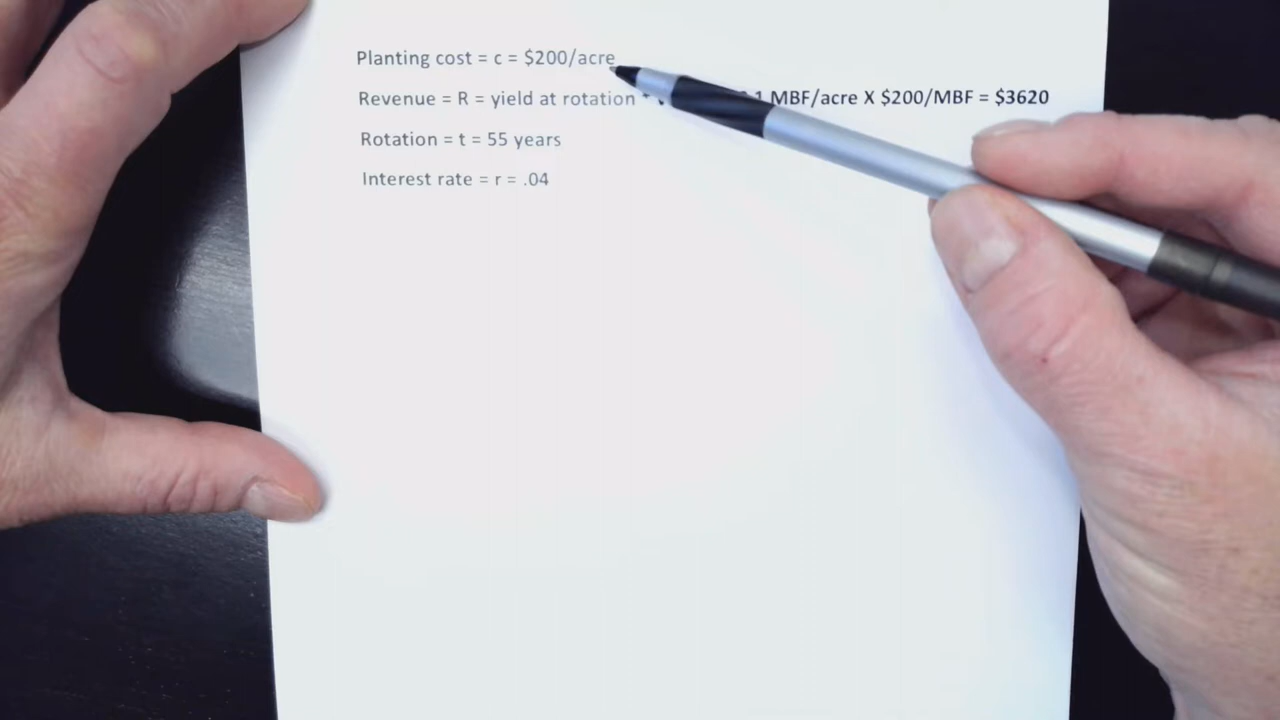 Planting cost = c = $200/acre
Revenue = R = yield at rotation * 1 MBF/acre X $200/MBF = $3620
Rotation = t = 55 years
Interest rate = r = .04